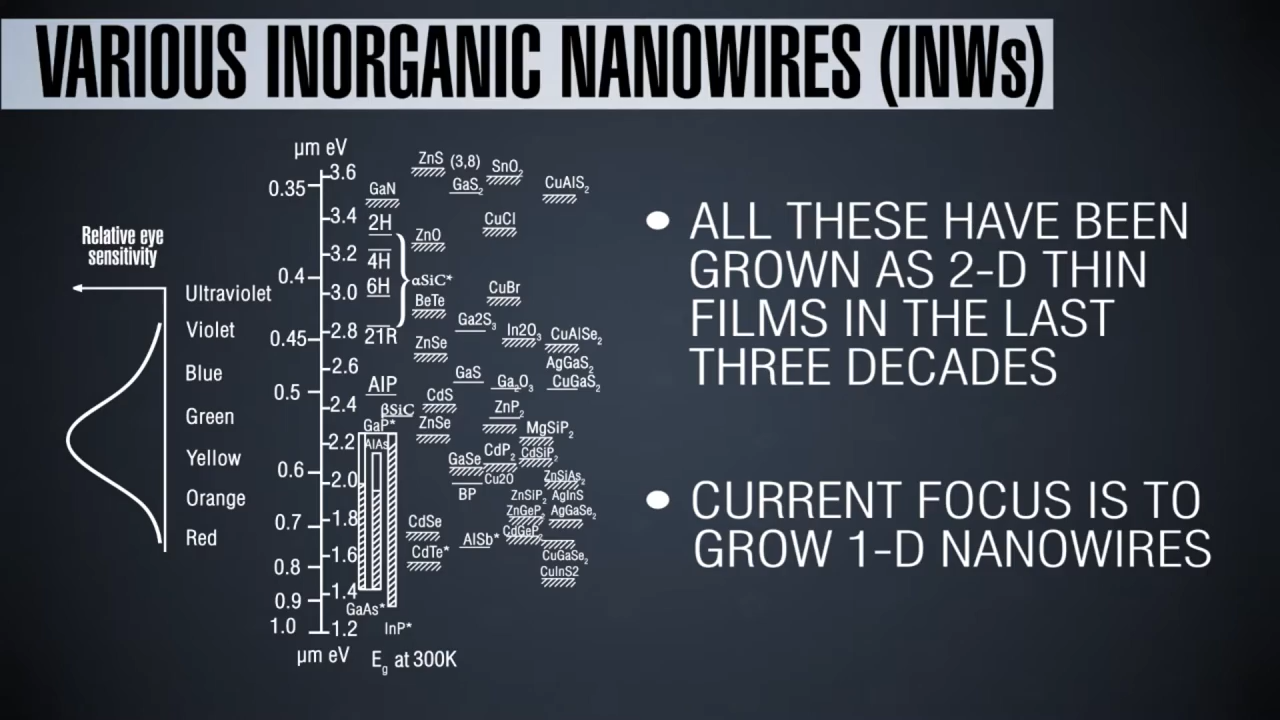 VARIOUS INORGANIC NANOWIRES (INWs)
µm eV
3.6
0.35
3.4
3.2
0.4
3.0
2.8
0.45
2.6
0.5
2.4
2.2
0.6
2.0
1.8
0.7
1.6
0.8
1.4
0.9
1.0
1.2
µm eV
Eg at 300K
Relative eye
sensitivity
Ultraviolet
Violet
Blue
Green
Yellow
Orange
Red
GaN
2H
4H
6H
21R
αSiC*
AIP
βSiC
GaP*
AlAs
GaAs*
InP*
ZnS (3,8)
ZnO
BeTe
ZnSe
CdS
ZnSe
CdSe
CdTe*
GaS2
Ga2S3
GaS
GaSe
BP
AlSb*
SnO2
CuCl
CuBr
In2O3
Ga2O3
ZnP2
CdP2
Cu2O
ZnSiP2
ZnGeP2
CdGeP2
CuAlS2
CuAlSe2
AgGaS2
CuGaS2
MgSiP2
CdSiP2
ZnSiAs2
AgInS
AgGaSe2
CuGaSe2
CuInS2
• ALL THESE HAVE BEEN
GROWN AS 2-D THIN
FILMS IN THE LAST
THREE DECADES
• CURRENT FOCUS IS TO
GROW 1-D NANOWIRES